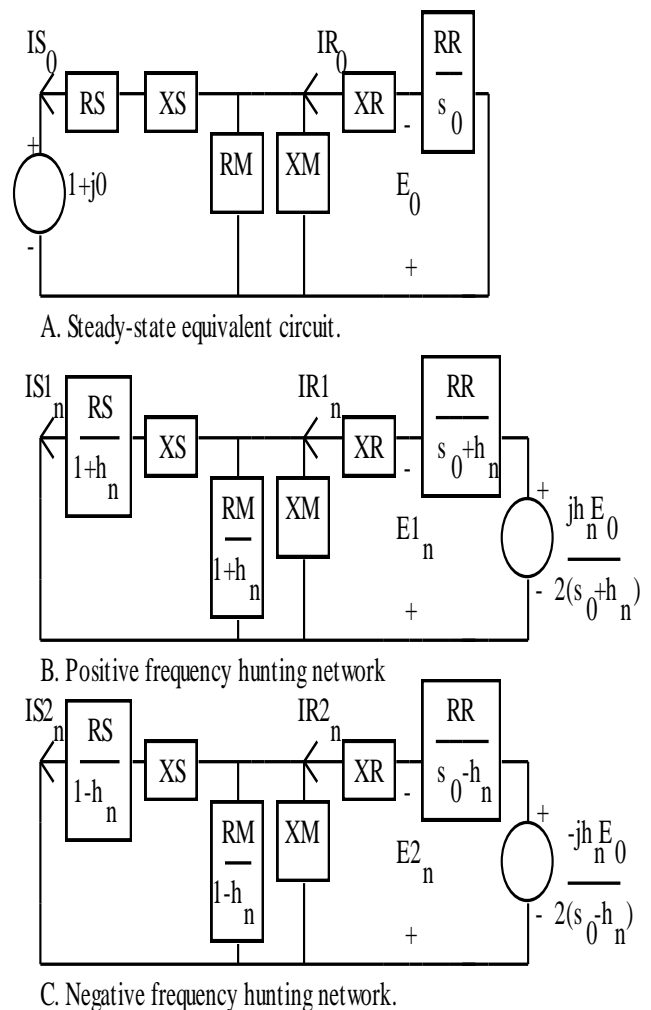 IS0 IR0 RR
RS XS XR s0
+ RM XM -
1+j0 E0
- +
A. Steady-state equivalent circuit.
IS1n IR1n RR
RS XS XR s0+hn
1+hn - +
RM XM E1n jhnE0
1+hn - 2(s0+hn)
+
B. Positive frequency hunting network
IS2n IR2n RR
RS XS XR s0-hn
1-hn - +
RM XM E2n -jhnE0
1-hn - 2(s0-hn)
+
C. Negative frequency hunting network.